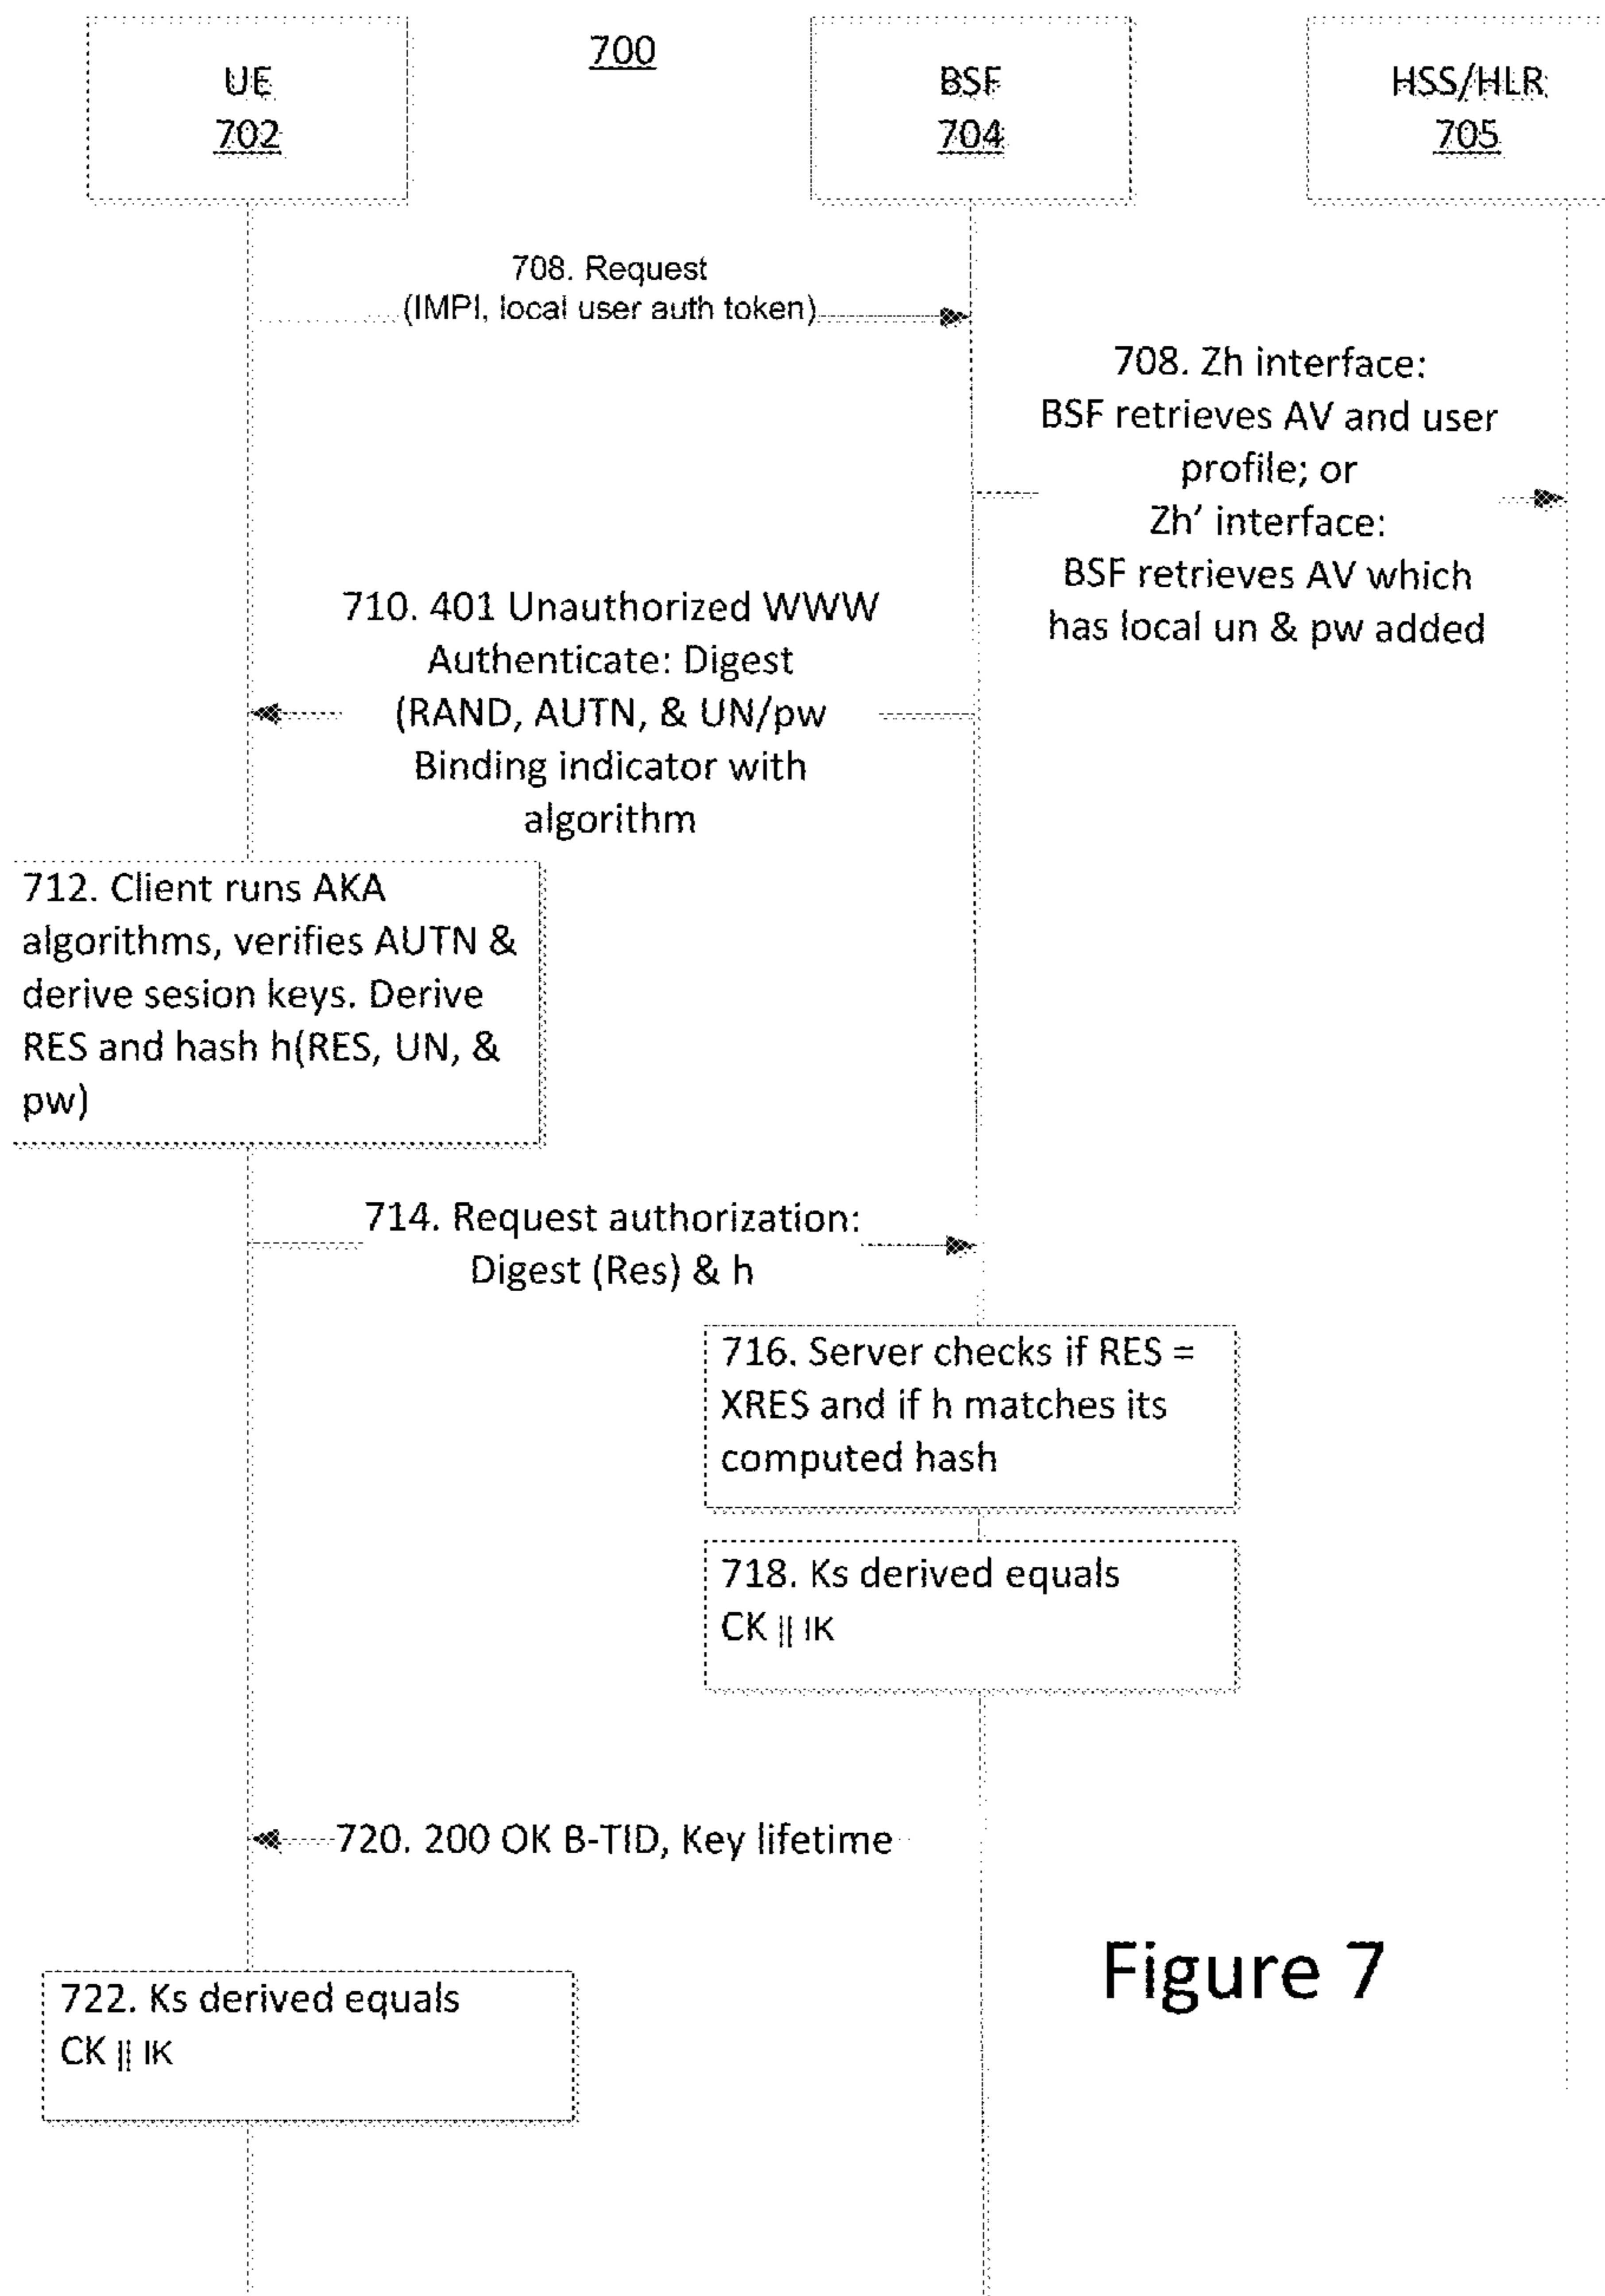 700
UE
702
BSF
704
HSS/HLR
705
708. Request
(IMPI, local user auth token)
708. Zh interface:
BSF retrieves AV and user
profile; or
Zh' interface:
BSF retrieves AV which
has local un & pw added
710. 401 Unauthorized WWW
Authenticate: Digest
(RAND, AUTN, & UN/pw
Binding indicator with
algorithm
712. Client runs AKA
algorithms, verifies AUTN &
derive sesion keys. Derive
RES and hash h(RES, UN, &
pw)
714. Request authorization:
Digest (Res) & h
716. Server checks if RES =
XRES and if h matches its
computed hash
718. Ks derived equals
CK || IK
720. 200 OK B-TID, Key lifetime
722. Ks derived equals
CK || IK
Figure 7